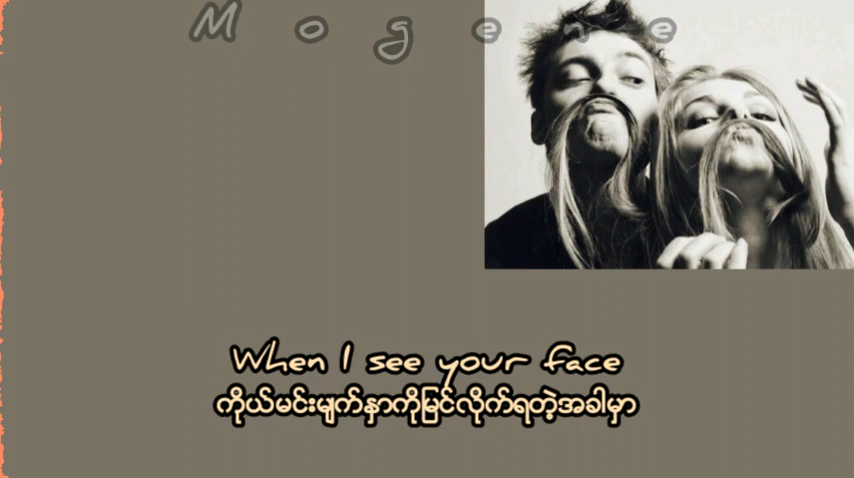 M o g e n e
When I see your face
ကိုယ်မင်းမျက်နှာကိုမြင်လိုက်ရတဲ့အခါမှာ